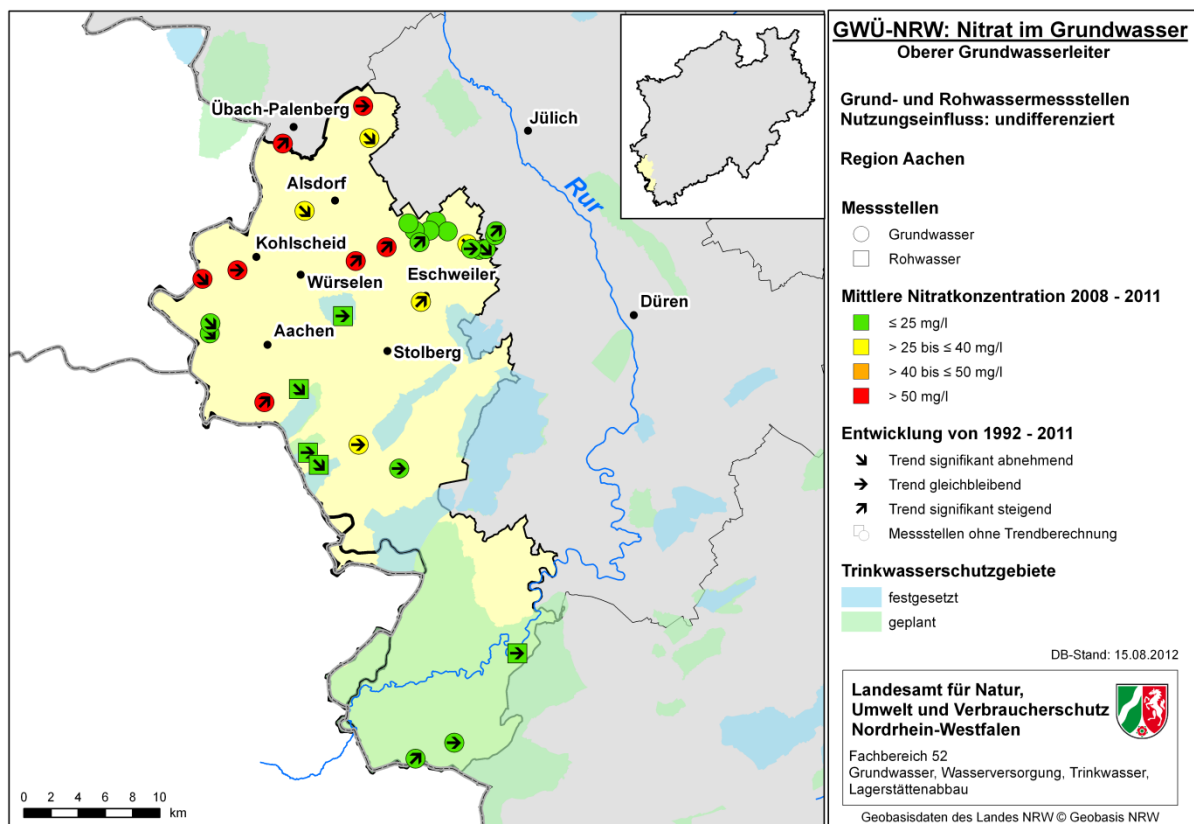 Übach-Palenberg
Jülich
Rur
Alsdorf
Kohlscheid
Würselen
Eschweiler
Düren
Aachen
Stolberg
0 2 4 6 8 10
km
GWÜ-NRW: Nitrat im Grundwasser
Oberer Grundwasserleiter
Grund- und Rohwassermessstellen
Nutzungseinfluss: undifferenziert
Region Aachen
Messstellen
Grundwasser
Rohwasser
Mittlere Nitratkonzentration 2008 - 2011
≤ 25 mg/l
> 25 bis ≤ 40 mg/l
> 40 bis ≤ 50 mg/l
> 50 mg/l
Entwicklung von 1992 - 2011
Trend signifikant abnehmend
Trend gleichbleibend
Trend signifikant steigend
Messstellen ohne Trendberechnung
Trinkwasserschutzgebiete
festgesetzt
geplant
DB-Stand: 15.08.2012
Landesamt für Natur,
Umwelt und Verbraucherschutz
Nordrhein-Westfalen
Fachbereich 52
Grundwasser, Wasserversorgung, Trinkwasser,
Lagerstättenabbau
Geobasisdaten des Landes NRW © Geobasis NRW